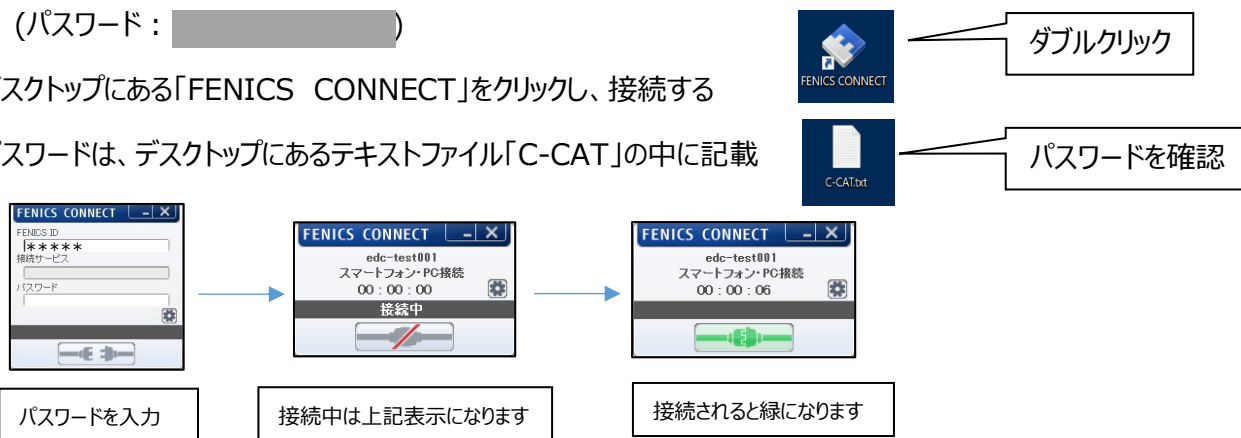 (パスワード： )
ダブルクリック
FENICS CONNECT
スクトップにある「FENICS　CONNECT」をクリックし、接続する
スワードは、デスクトップにあるテキストファイル「C-CAT」の中に記載
パスワードを確認
C-CAT.txt
FENICS CONNECT
FENICS ID
*****
接続サービス
パスワード
FENICS CONNECT
edc-test001
スマートフォン・PC接続
00 : 00 : 00
接続中
FENICS CONNECT
edc-test001
スマートフォン・PC接続
00 : 00 : 06
パスワードを入力
接続中は上記表示になります
接続されると緑になります